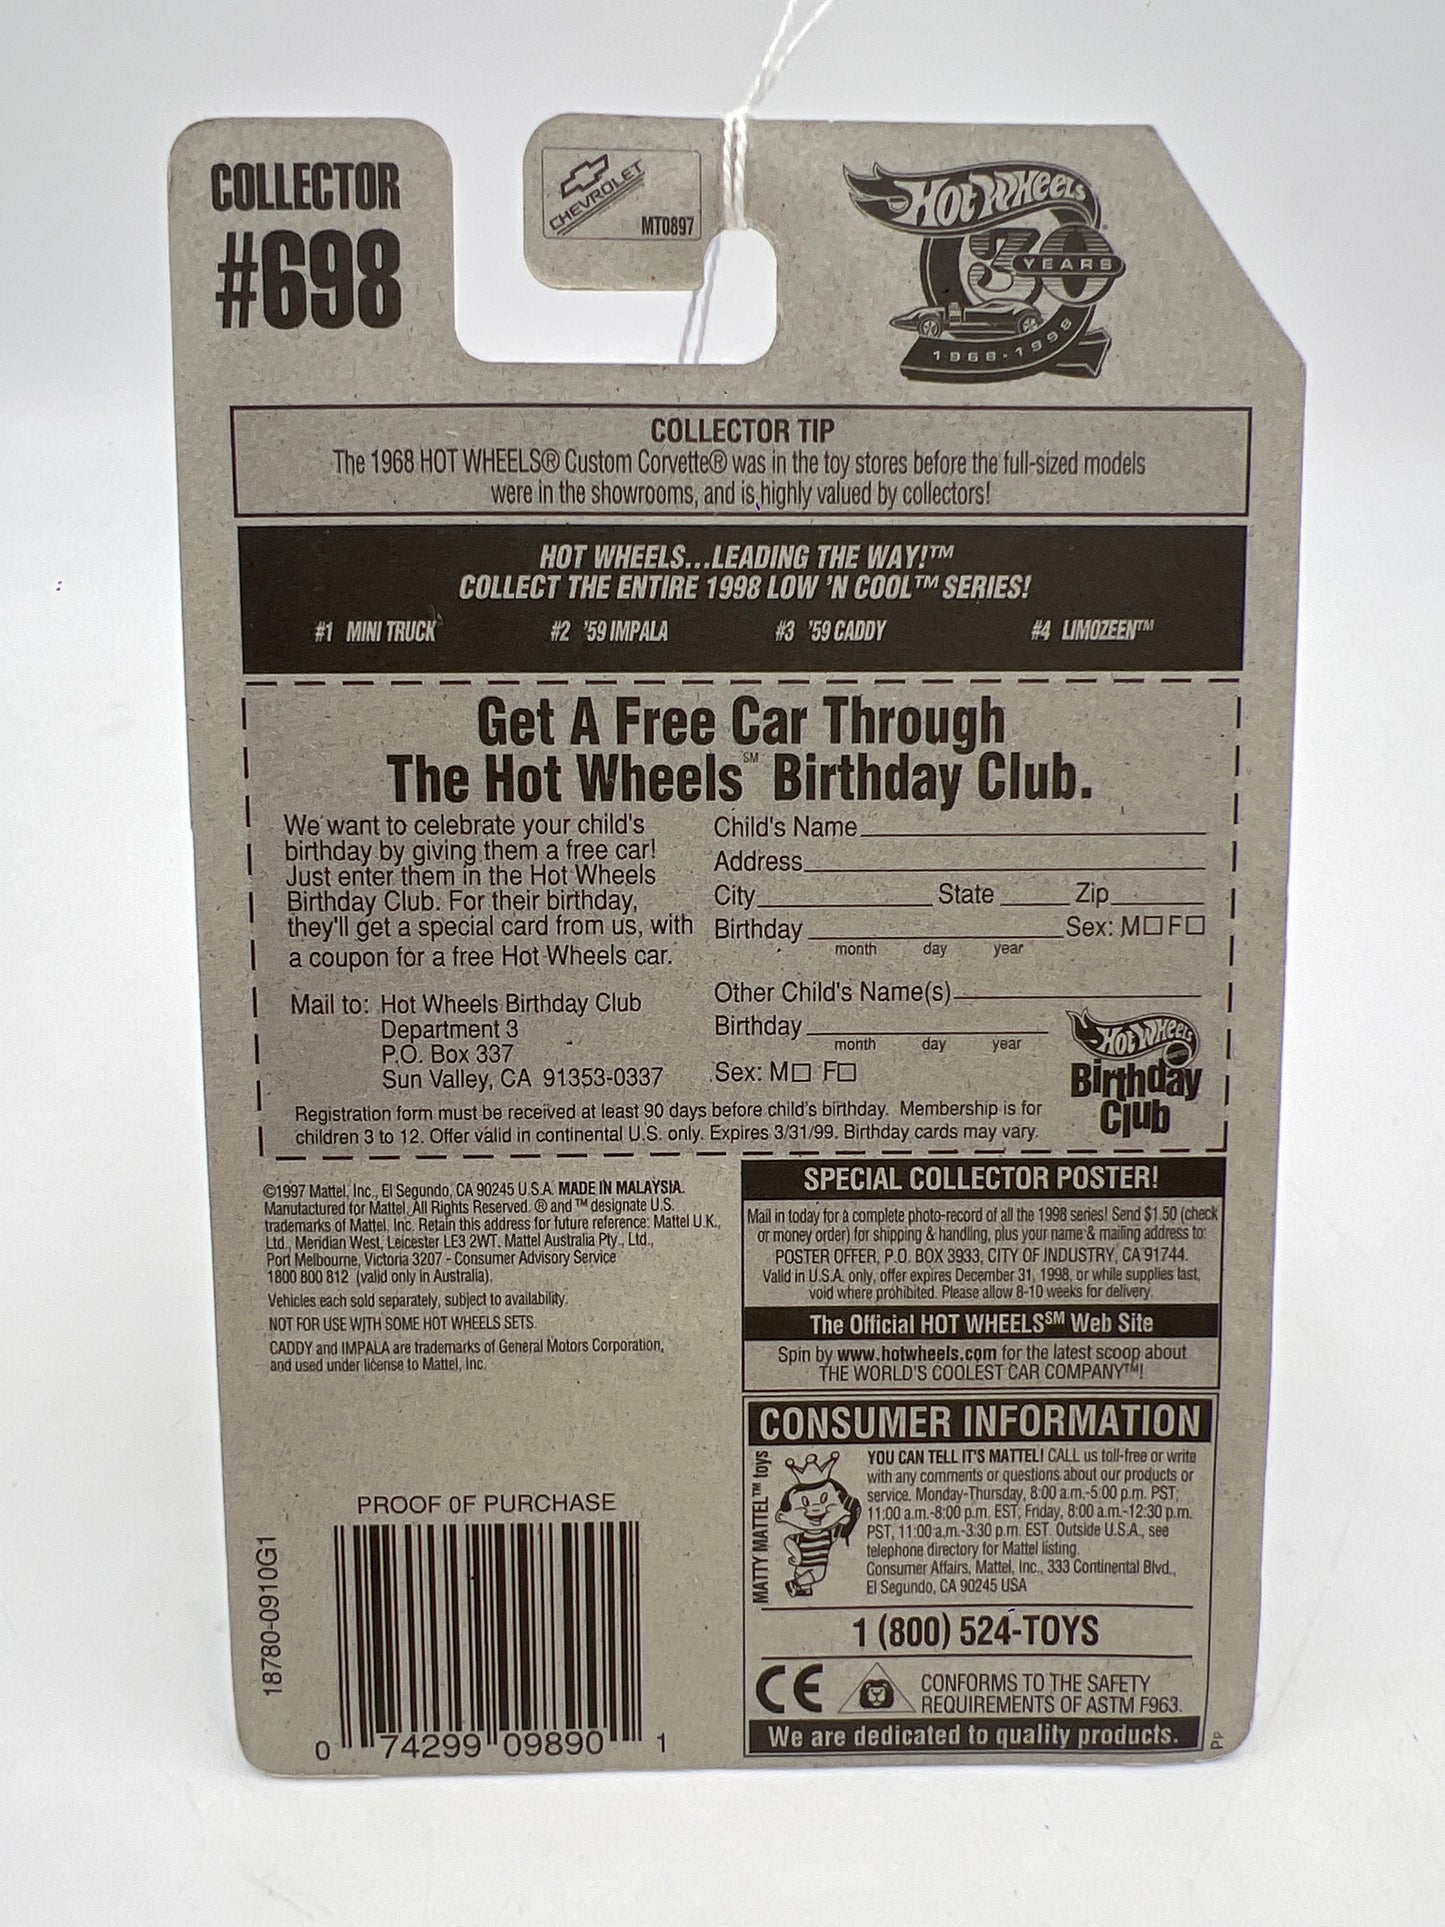 COLLECTOR
#698
CHEVROLET
MT0897
HOT WHEELS
30
YEARS
1968-1998
COLLECTOR TIP
The 1968 HOT WHEELS® Custom Corvette® was in the toy stores before the full-sized models
were in the showrooms, and is highly valued by collectors!
HOT WHEELS...LEADING THE WAY!™
COLLECT THE ENTIRE 1998 LOW 'N COOL™ SERIES!
#1 MINI TRUCK #2 '59 IMPALA #3 '59 CADDY #4 LIMOZEEN™
Get A Free Car Through
The Hot Wheels℠ Birthday Club.
We want to celebrate your child's
birthday by giving them a free car!
Just enter them in the Hot Wheels
Birthday Club. For their birthday,
they'll get a special card from us, with
a coupon for a free Hot Wheels car.
Mail to: Hot Wheels Birthday Club
Department 3
P.O. Box 337
Sun Valley, CA 91353-0337
Child's Name
Address
City State Zip
Birthday Sex: M☐ F☐
month day year
Other Child's Name(s)
Birthday
month day year
Sex: M☐ F☐
HOT WHEELS
Birthday
Club
Registration form must be received at least 90 days before child's birthday. Membership is for
children 3 to 12. Offer valid in continental U.S. only. Expires 3/31/99. Birthday cards may vary.
©1997 Mattel, Inc., El Segundo, CA 90245 U.S.A. MADE IN MALAYSIA.
Manufactured for Mattel. All Rights Reserved. ® and ™ designate U.S.
trademarks of Mattel, Inc. Retain this address for future reference: Mattel U.K.,
Ltd., Meridian West, Leicester LE3 2WT. Mattel Australia Pty., Ltd.,
Port Melbourne, Victoria 3207 - Consumer Advisory Service
1800 800 812 (valid only in Australia).
Vehicles each sold separately, subject to availability.
NOT FOR USE WITH SOME HOT WHEELS SETS.
CADDY and IMPALA are trademarks of General Motors Corporation,
and used under license to Mattel, Inc.
SPECIAL COLLECTOR POSTER!
Mail in today for a complete photo-record of all the 1998 series! Send $1.50 (check
or money order) for shipping & handling, plus your name & mailing address to:
POSTER OFFER, P.O. BOX 3933, CITY OF INDUSTRY, CA 91744.
Valid in U.S.A. only, offer expires December 31, 1998, or while supplies last,
void where prohibited. Please allow 8-10 weeks for delivery.
The Official HOT WHEELS℠ Web Site
Spin by www.hotwheels.com for the latest scoop about
THE WORLD'S COOLEST CAR COMPANY™!
CONSUMER INFORMATION
MATTY MATTEL™ toys
YOU CAN TELL IT'S MATTEL! CALL us toll-free or write
with any comments or questions about our products or
service. Monday-Thursday, 8:00 a.m.-5:00 p.m. PST;
11:00 a.m.-8:00 p.m. EST; Friday, 8:00 a.m.-12:30 p.m.
PST, 11:00 a.m.-3:30 p.m. EST. Outside U.S.A., see
telephone directory for Mattel listing.
Consumer Affairs, Mattel, Inc., 333 Continental Blvd.,
El Segundo, CA 90245 USA
1 (800) 524-TOYS
CE
CONFORMS TO THE SAFETY
REQUIREMENTS OF ASTM F963.
We are dedicated to quality products.
PP
PROOF OF PURCHASE
18780-0910G1
0 74299 09890 1